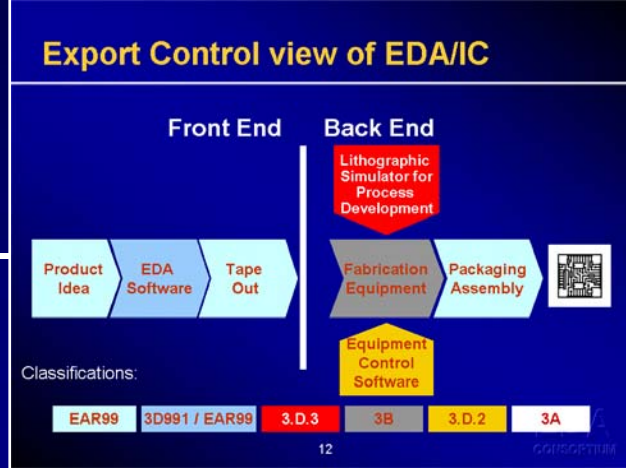 Export Control view of EDA/IC
Front End
Back End
Lithographic
Simulator for
Process
Development
Product
Idea
EDA
Software
Tape
Out
Fabrication
Equipment
Packaging
Assembly
Equipment
Control
Software
Classifications:
EAR99
3D991 / EAR99
3.D.3
3B
3.D.2
3A
12
CONSORTIUM